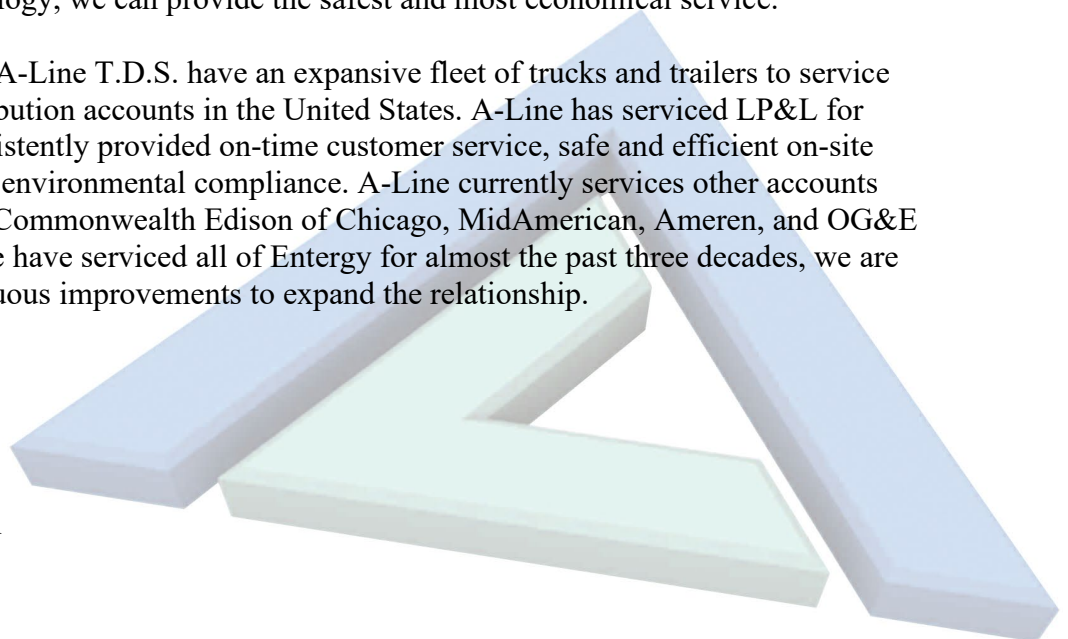 logy, we can provide the safest and most economical service.
A-Line T.D.S. have an expansive fleet of trucks and trailers to service
bution accounts in the United States. A-Line has serviced LP&L for
istently provided on-time customer service, safe and efficient on-site
environmental compliance. A-Line currently services other accounts
Commonwealth Edison of Chicago, MidAmerican, Ameren, and OG&E
e have serviced all of Entergy for almost the past three decades, we are
uous improvements to expand the relationship.